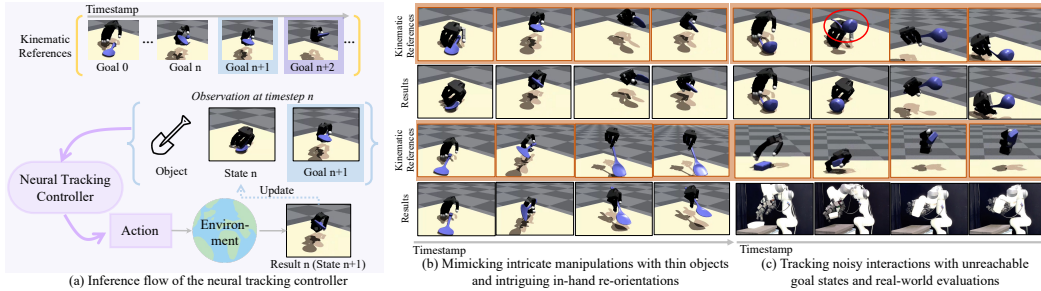 Timestamp
Kinematic
References
Goal 0
...
Goal n
Goal n+1
Goal n+2
...
Observation at timestep n
Object
State n
Goal n+1
Neural Tracking
Controller
Update
Action
Environ-
ment
Result n (State n+1)
(a) Inference flow of the neural tracking controller
Kinematic
References
Results
Kinematic
References
Results
Timestamp
(b) Mimicking intricate manipulations with thin objects
and intriguing in-hand re-orientations
Timestamp
(c) Tracking noisy interactions with unreachable
goal states and real-world evaluations